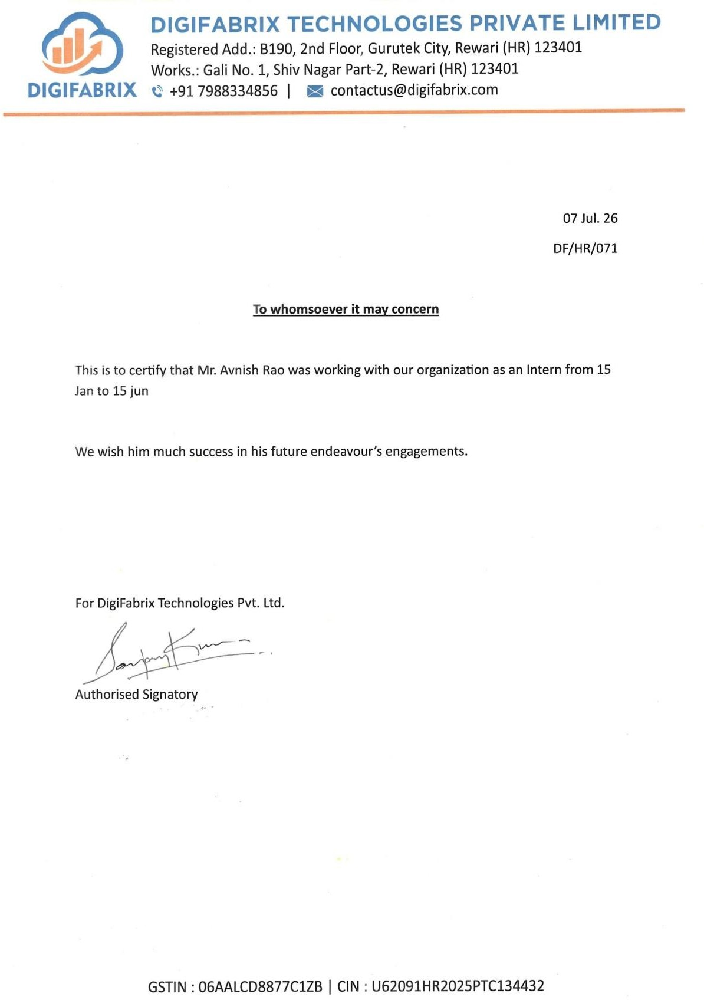 DIGIFABRIX TECHNOLOGIES PRIVATE LIMITED
Registered Add.: B190, 2nd Floor, Gurutek City, Rewari (HR) 123401
Works.: Gali No. 1, Shiv Nagar Part-2, Rewari (HR) 123401
DIGIFABRIX
+91 7988334856 | contactus@digifabrix.com
07 Jul. 26
DF/HR/071
To whomsoever it may concern
This is to certify that Mr. Avnish Rao was working with our organization as an Intern from 15
Jan to 15 jun
We wish him much success in his future endeavour’s engagements.
For DigiFabrix Technologies Pvt. Ltd.
Authorised Signatory
GSTIN : 06AALCD8877C1ZB | CIN : U62091HR2025PTC134432